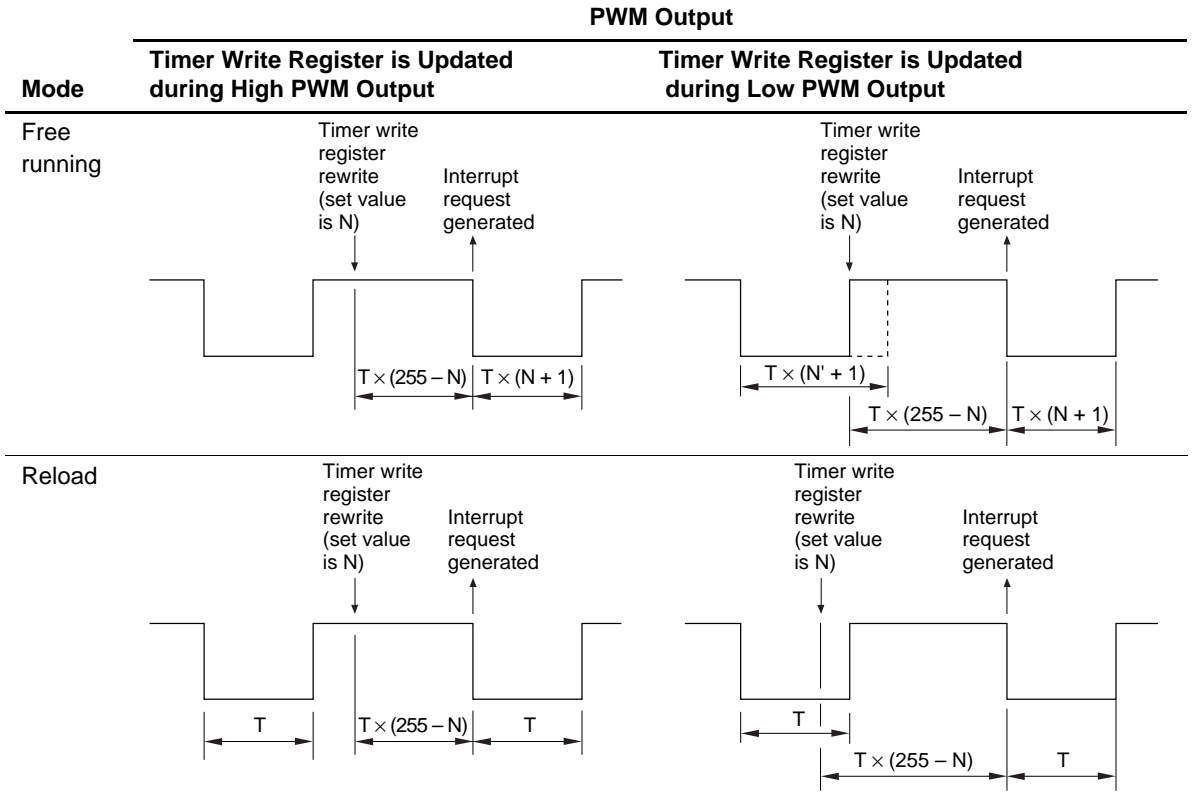 PWM Output
Mode
Timer Write Register is Updated
during High PWM Output
Timer Write Register is Updated
during Low PWM Output
Free
running
Timer write
register
rewrite
(set value
is N)
Interrupt
request
generated
T × (255 – N)
T × (N + 1)
Timer write
register
rewrite
(set value
is N)
Interrupt
request
generated
T × (N' + 1)
T × (255 – N)
T × (N + 1)
Reload
Timer write
register
rewrite
(set value
is N)
Interrupt
request
generated
T
T × (255 – N)
T
Timer write
register
rewrite
(set value
is N)
Interrupt
request
generated
T
T × (255 – N)
T